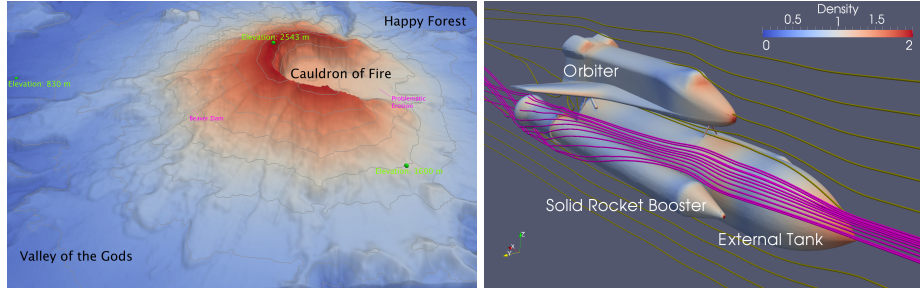 Happy Forest
Elevation: 2543 m
Cauldron of Fire
Elevation: 830 m
Problematic
Erosion
Beaver Dam
Valley of the Gods
Density
0.5 1 1.5
0 2
Orbiter
Solid Rocket Booster
External Tank
Z
X
Y